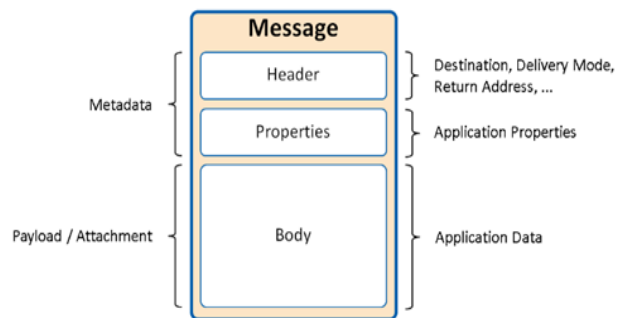 Message
Header
Destination, Delivery Mode,
Return Address, ...
Metadata
Properties
Application Properties
Payload / Attachment
Body
Application Data